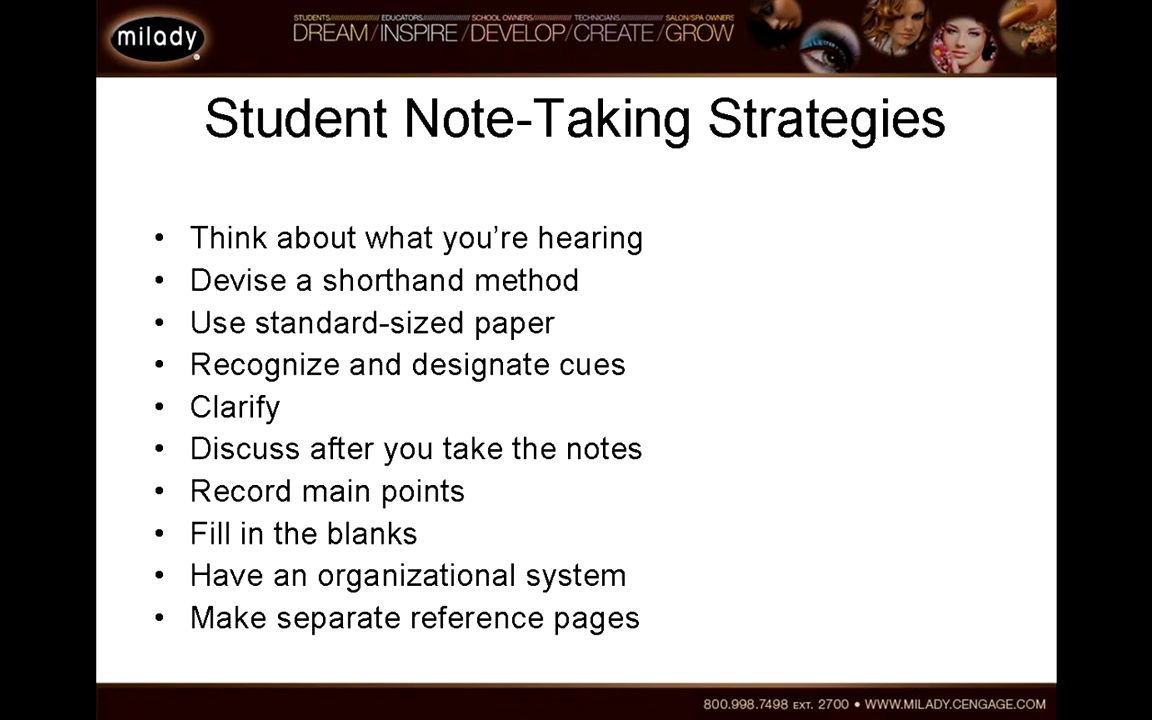 milady
STUDENTS EDUCATORS SCHOOL OWNERS TECHNICIANS SALON/SPA OWNERS
DREAM/INSPIRE/DEVELOP/CREATE/GROW
Student Note-Taking Strategies
• Think about what you're hearing
• Devise a shorthand method
• Use standard-sized paper
• Recognize and designate cues
• Clarify
• Discuss after you take the notes
• Record main points
• Fill in the blanks
• Have an organizational system
• Make separate reference pages
800.998.7498 EXT. 2700 • WWW.MILADY.CENGAGE.COM